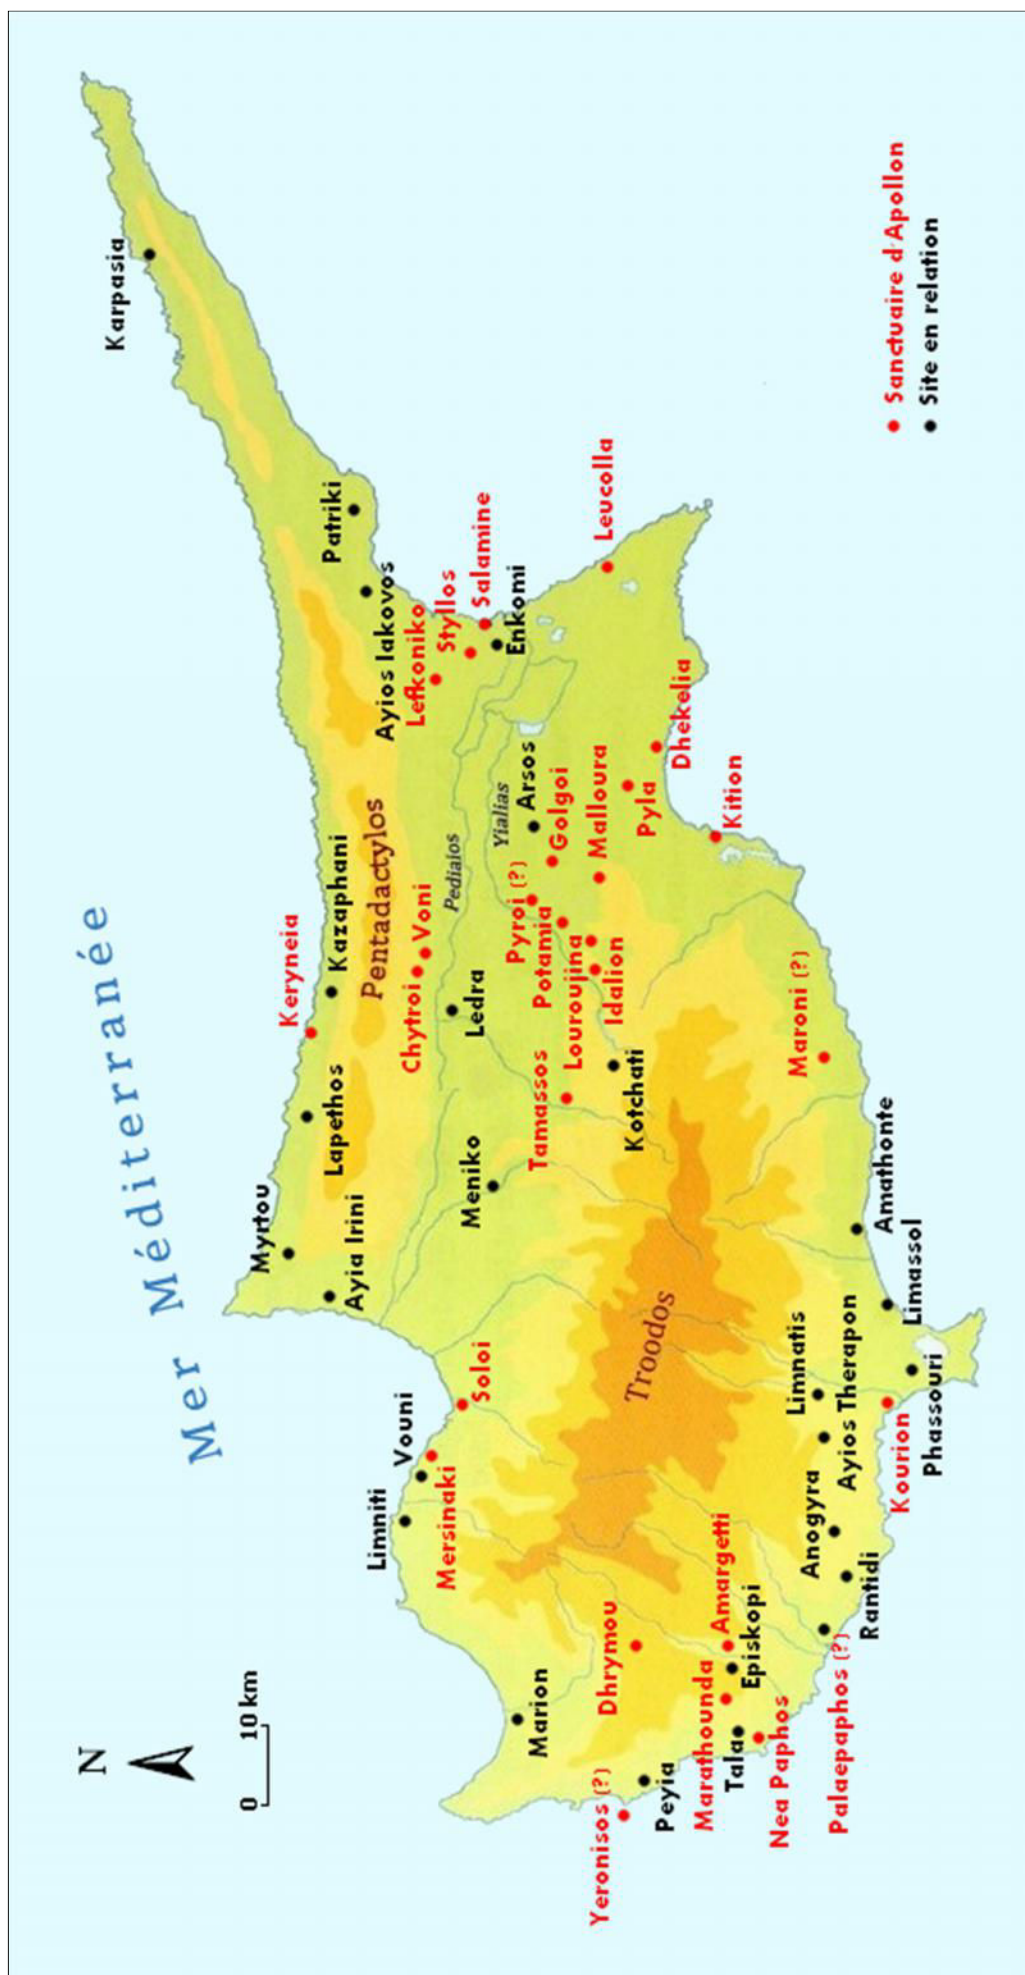 Mer Méditerranée
N
0 10 km
Karpasia
Patriki
Ayios Iakovos
Lefkoniko
Styllos
Salamine
Enkomi
Leucolla
Keryneia
Kazaphani
Pentadactylos
Lapethos
Myrtou
Ayia Irini
Voni
Chytroi
Pediaios
Yialias
Ledra
Arsos
Golgoi
Malloura
Pyla
Dhekelia
Kition
Pyroi (?)
Potamia
Louroujina
Idalion
Tamassos
Kotchati
Meniko
Maroni (?)
Soloi
Vouni
Mersinaki
Limniti
Marion
Troodos
Amathonte
Limassol
Limnatis
Ayios Therapon
Phassouri
Kourion
Anogyra
Rantidi
Palaepaphos (?)
Amargetti
Episkopi
Dhrymou
Marathounda
Tala
Nea Paphos
Peyia
Yeronisos (?)
Sanctuaire d'Apollon
Site en relation